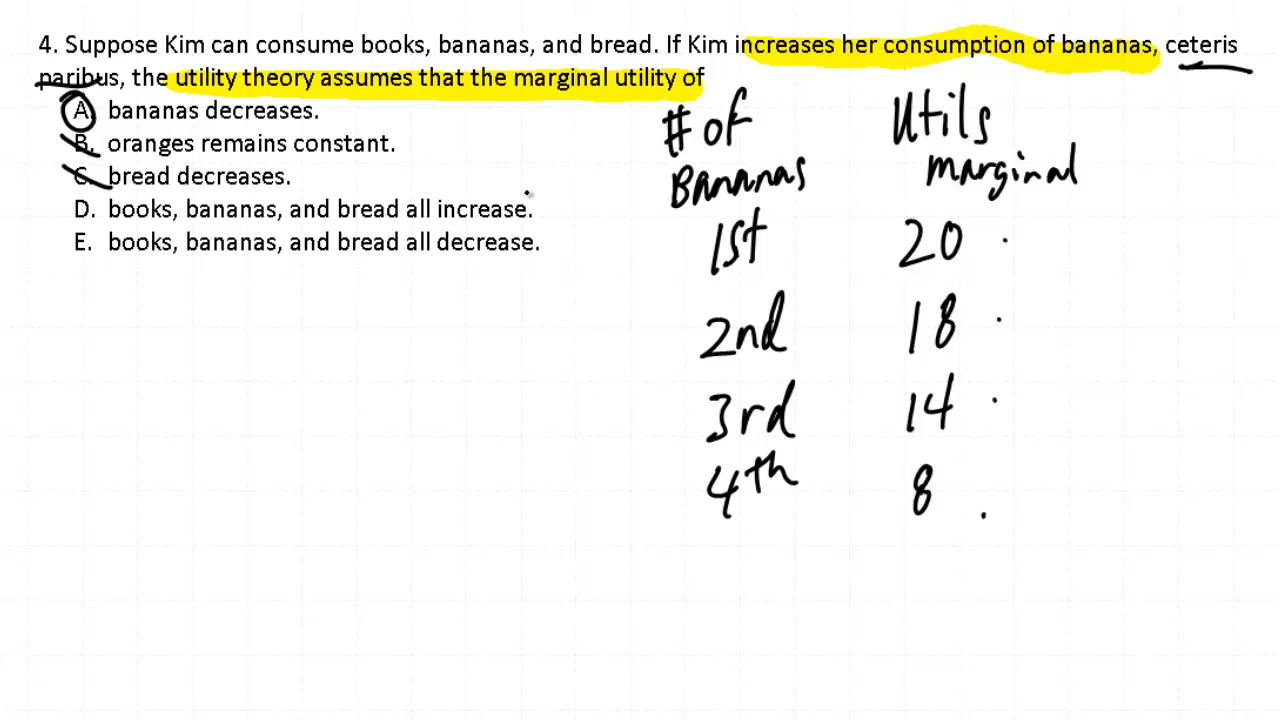 4. Suppose Kim can consume books, bananas, and bread. If Kim increases her consumption of bananas, ceteris
paribus, the utility theory assumes that the marginal utility of
A. bananas decreases.
B. oranges remains constant.
C. bread decreases.
D. books, bananas, and bread all increase.
E. books, bananas, and bread all decrease.
# of Utils
Bananas marginal
1st 20
2nd 18
3rd 14
4th 8